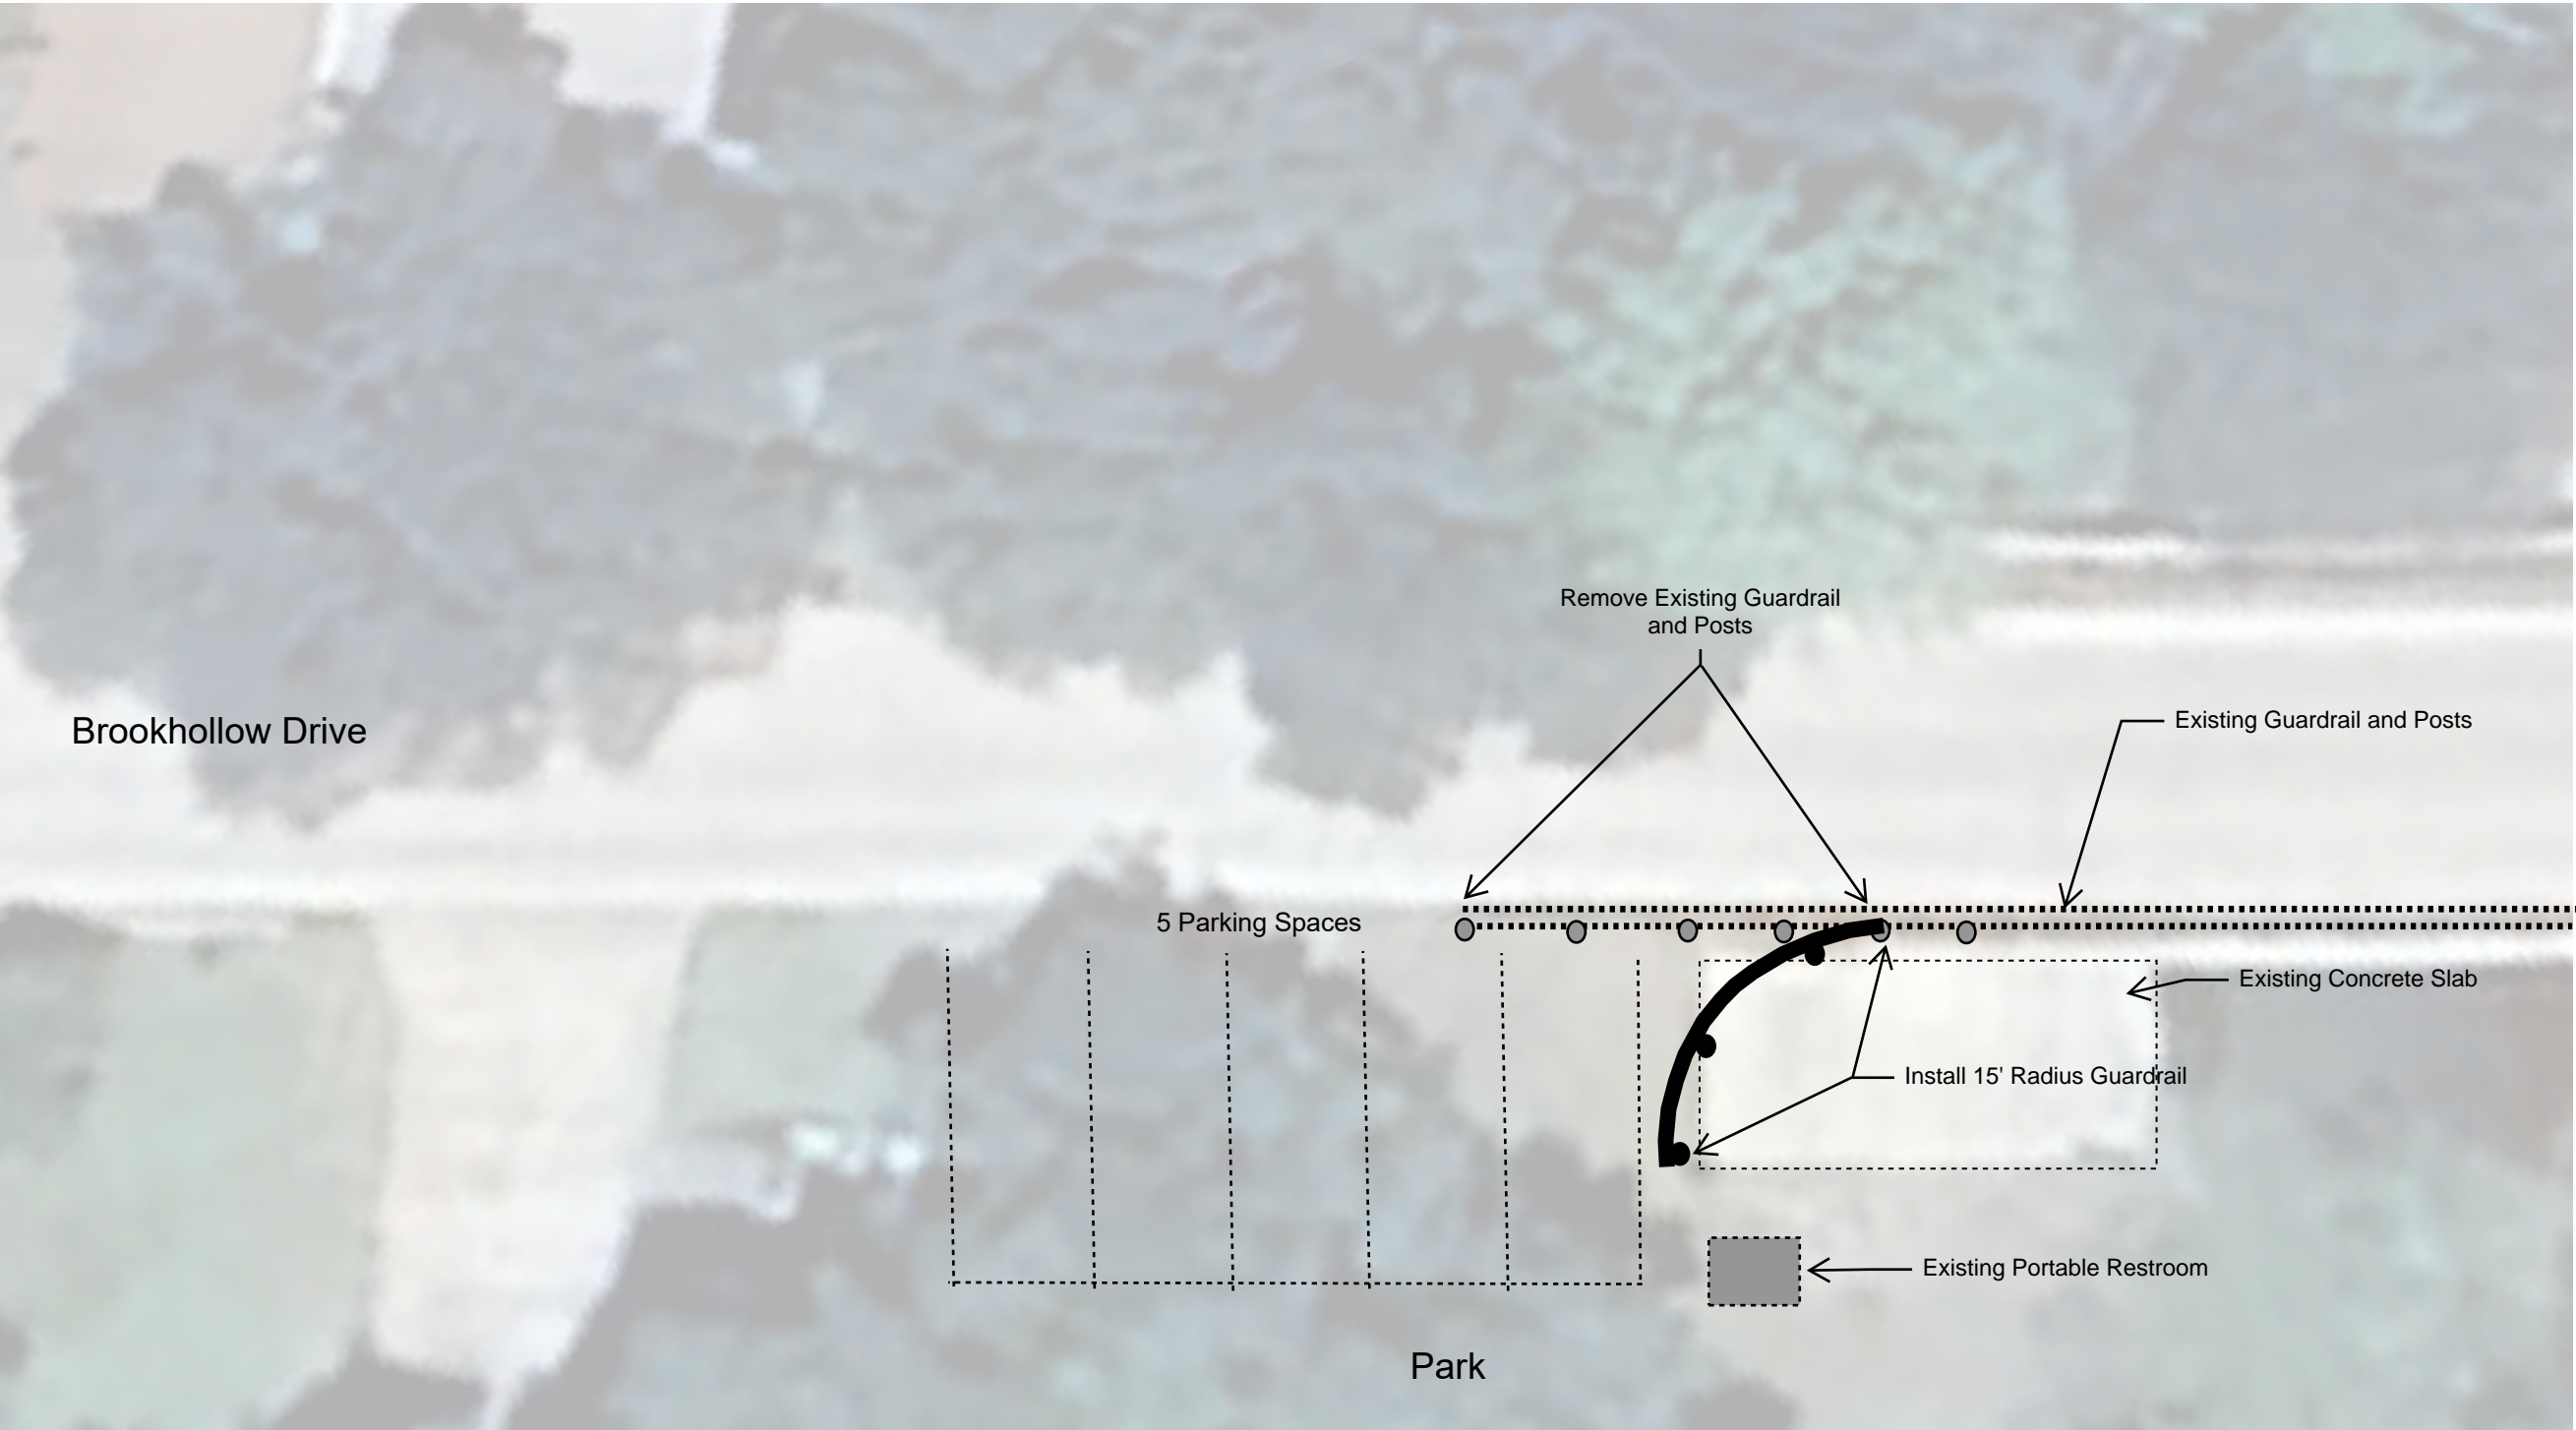 Remove Existing Guardrail
and Posts
Existing Guardrail and Posts
Brookhollow Drive
5 Parking Spaces
Existing Concrete Slab
Install 15' Radius Guardrail
Existing Portable Restroom
Park